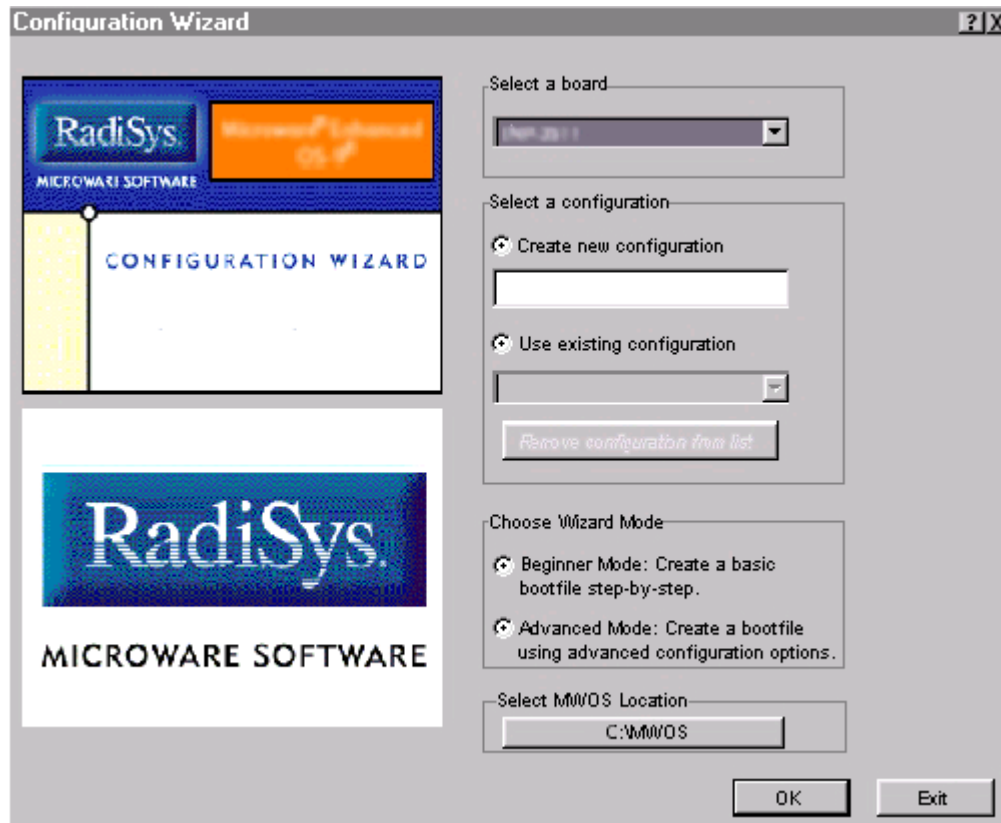 Configuration Wizard
RadiSys
MICROWARE SOFTWARE
CONFIGURATION WIZARD
RadiSys.
MICROWARE SOFTWARE
Select a board
Select a configuration
Create new configuration
Use existing configuration
Remove configuration from list
Choose Wizard Mode
Beginner Mode: Create a basic
bootfile step-by-step.
Advanced Mode: Create a bootfile
using advanced configuration options.
Select MWOS Location
C:\MWOS
OK
Exit